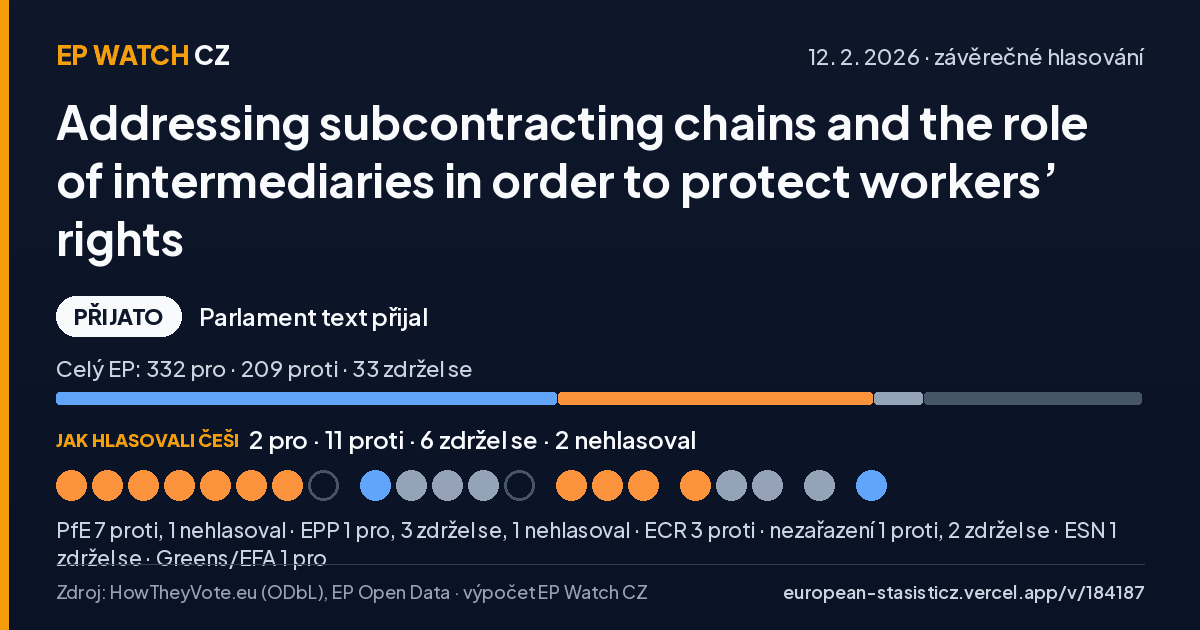 EP WATCH CZ
12. 2. 2026 · závěrečné hlasování
Addressing subcontracting chains and the role
of intermediaries in order to protect workers’
rights
PŘIJATO Parlament text přijal
Celý EP: 332 pro · 209 proti · 33 zdržel se
JAK HLASOVALI ČEŠI 2 pro · 11 proti · 6 zdržel se · 2 nehlasoval
PfE 7 proti, 1 nehlasoval · EPP 1 pro, 3 zdržel se, 1 nehlasoval · ECR 3 proti · nezařazení 1 proti, 2 zdržel se · ESN 1
zdržel se · Greens/EFA 1 pro
Zdroj: HowTheyVote.eu (ODbL), EP Open Data · výpočet EP Watch CZ
european-stasisticz.vercel.app/v/184187